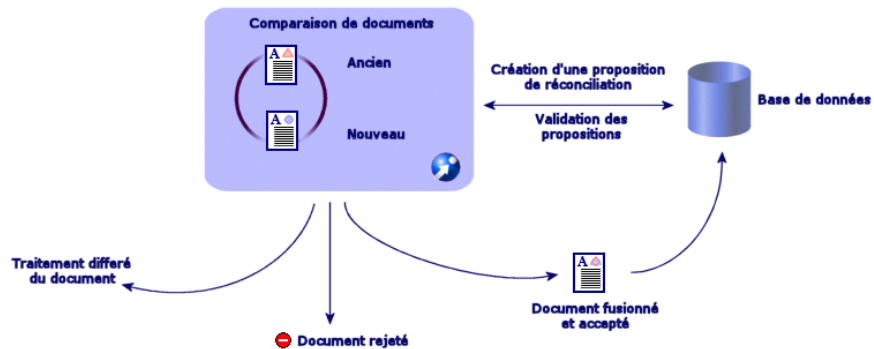 Comparaison de documents
A
Ancien
A
Nouveau
Création d'une proposition
de réconciliation
Validation des
propositions
Base de données
Traitement differé
du document
Document rejeté
A
Document fusionné
et accepté